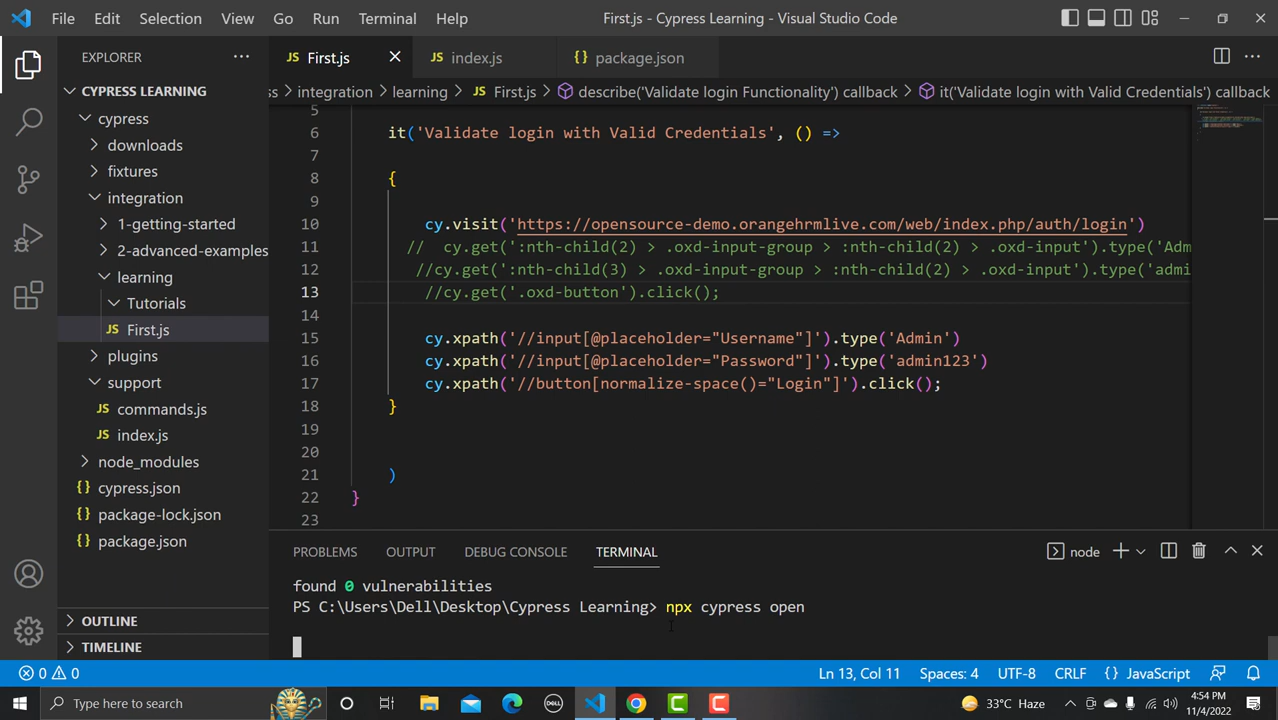 File Edit Selection View Go Run Terminal Help First.js - Cypress Learning - Visual Studio Code
EXPLORER
JS First.js
JS index.js
{} package.json
integration > learning > JS First.js > describe('Validate login Functionality') callback > it('Validate login with Valid Credentials') callback
CYPRESS LEARNING
cypress
downloads
fixtures
integration
1-getting-started
2-advanced-examples
learning
Tutorials
JS First.js
plugins
support
JS commands.js
JS index.js
node_modules
{} cypress.json
{} package-lock.json
{} package.json
OUTLINE
TIMELINE
5
6 it('Validate login with Valid Credentials', () =>
7
8 {
9
10 cy.visit('https://opensource-demo.orangehrmlive.com/web/index.php/auth/login')
11 // cy.get(':nth-child(2) > .oxd-input-group > :nth-child(2) > .oxd-input').type('Adm
12 //cy.get(':nth-child(3) > .oxd-input-group > :nth-child(2) > .oxd-input').type('admi
13 //cy.get('.oxd-button').click();
14
15 cy.xpath('//input[@placeholder="Username"]').type('Admin')
16 cy.xpath('//input[@placeholder="Password"]').type('admin123')
17 cy.xpath('//button[normalize-space()="Login"]').click();
18 }
19
20
21 )
22 }
23
PROBLEMS OUTPUT DEBUG CONSOLE TERMINAL
node
found 0 vulnerabilities
PS C:\Users\Dell\Desktop\Cypress Learning> npx cypress open
0 0 Ln 13, Col 11 Spaces: 4 UTF-8 CRLF {} JavaScript
Type here to search
DELL
33°C Haze
4:54 PM
11/4/2022